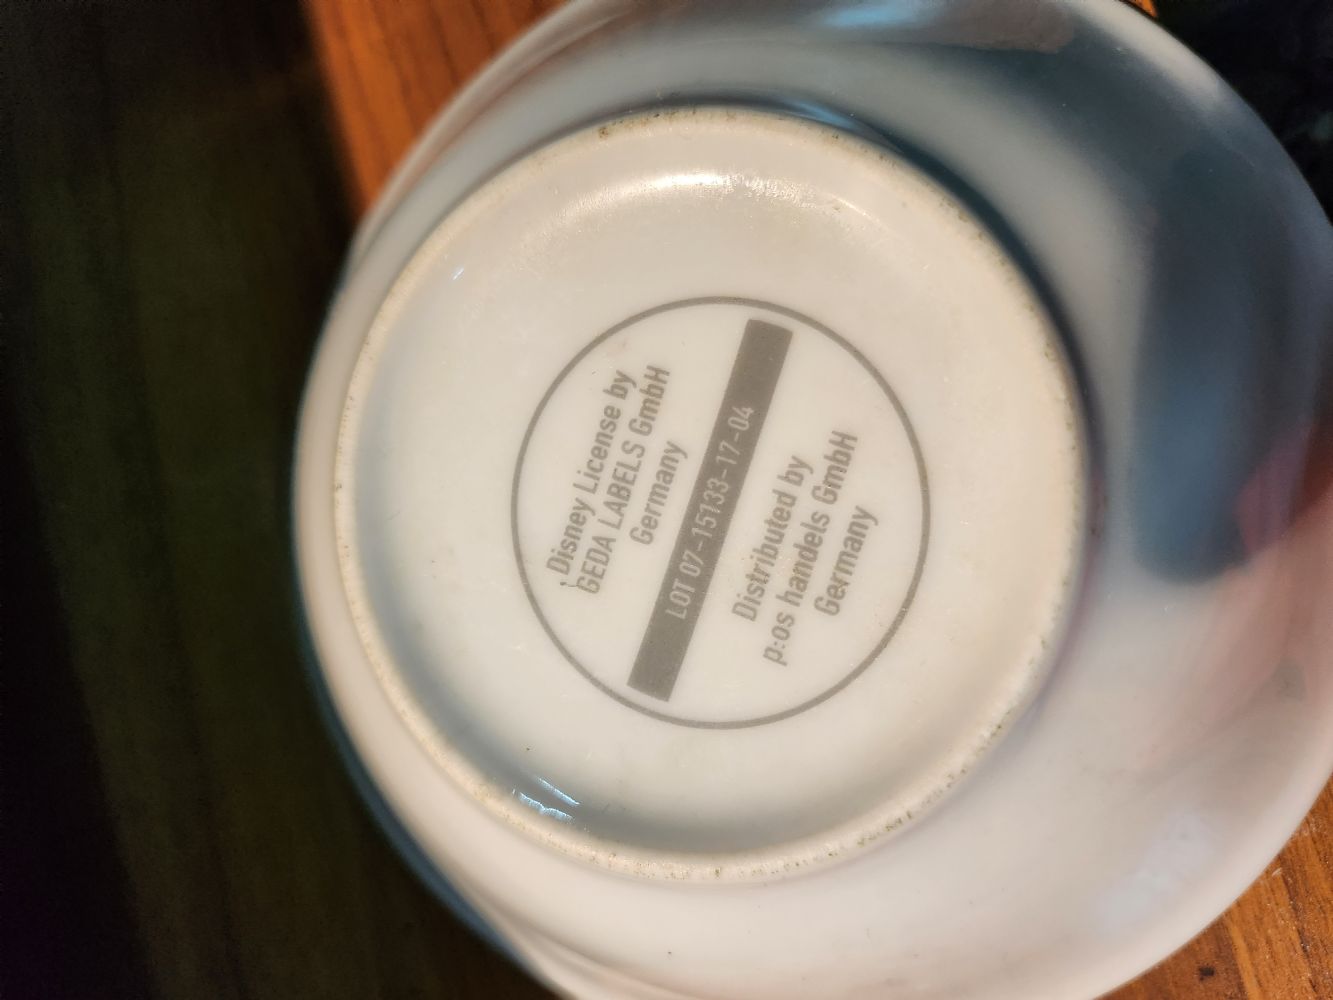 Disney License by
GEDA LABELS GmbH
Germany
LOT 07-15133-17-04
Distributed by
p:os handels GmbH
Germany